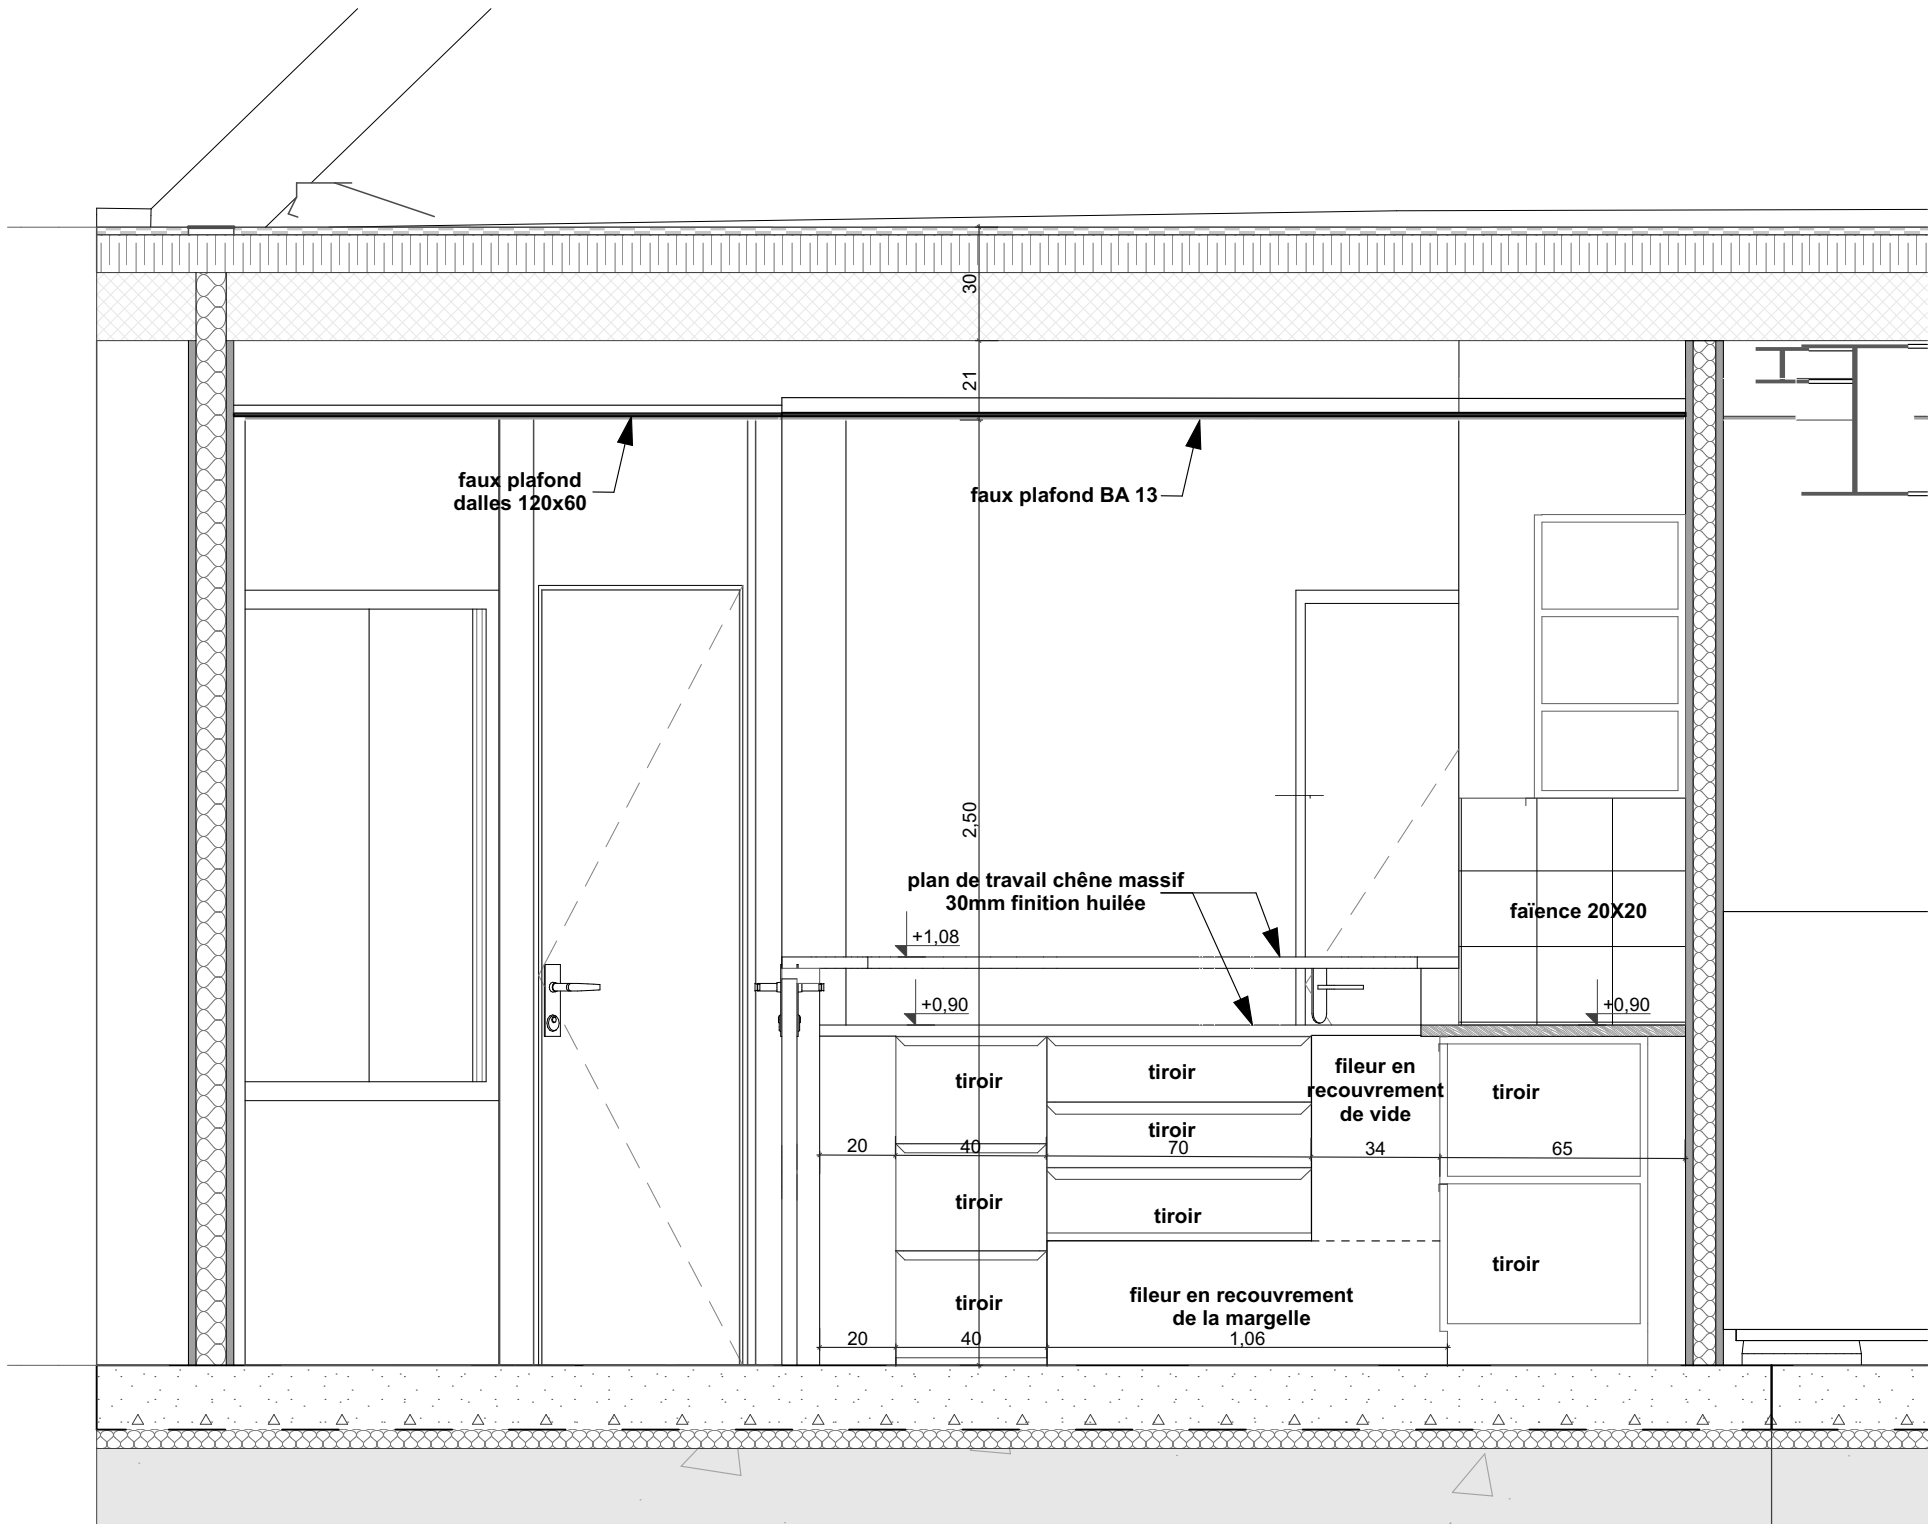 30
21
faux plafond
dalles 120x60
faux plafond BA 13
2,50
plan de travail chêne massif
30mm finition huilée
faïence 20X20
+1,08
+0,90
+0,90
tiroir
tiroir
fileur en
recouvrement
de vide
tiroir
tiroir
20
40
70
34
65
tiroir
tiroir
tiroir
tiroir
fileur en recouvrement
de la margelle
20
40
1,06